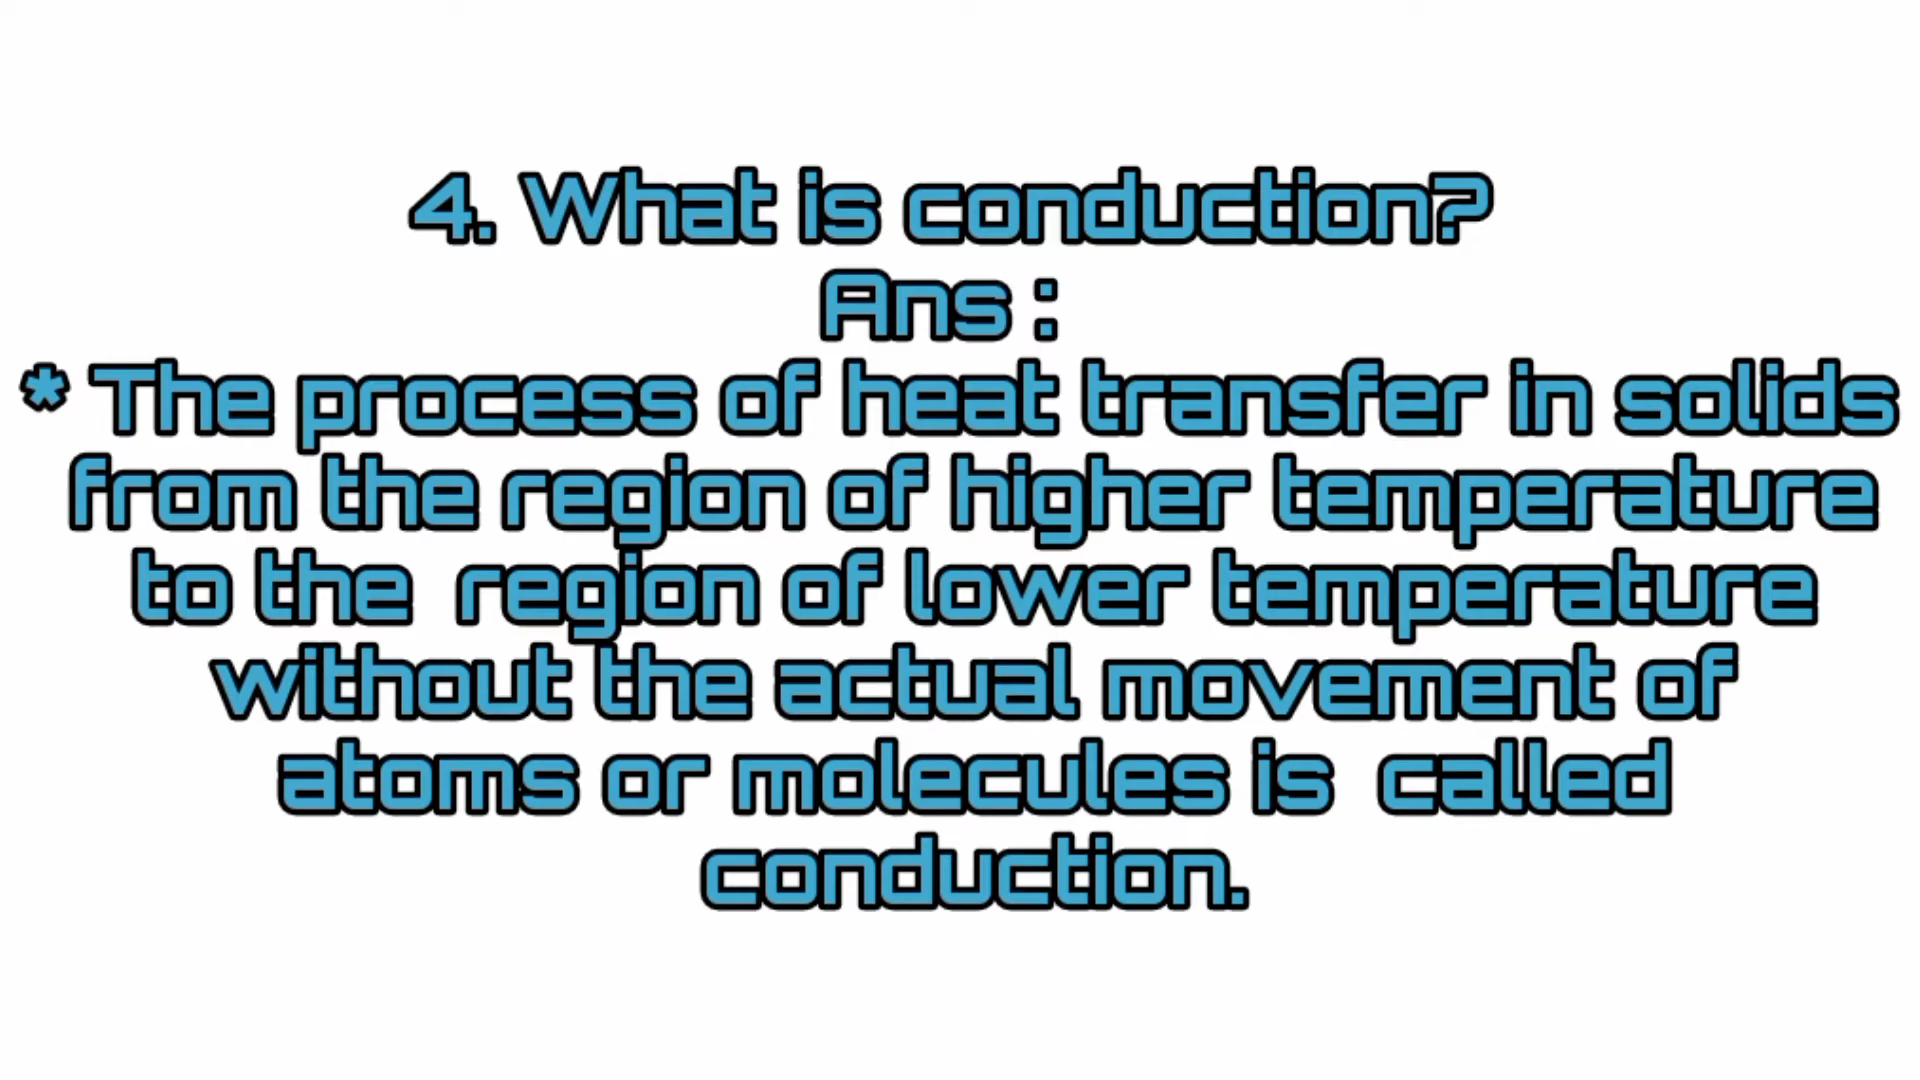 4. What is conduction?
Ans :
* The process of heat transfer in solids
from the region of higher temperature
to the  region of lower temperature
without the actual movement of
atoms or molecules is  called
conduction.